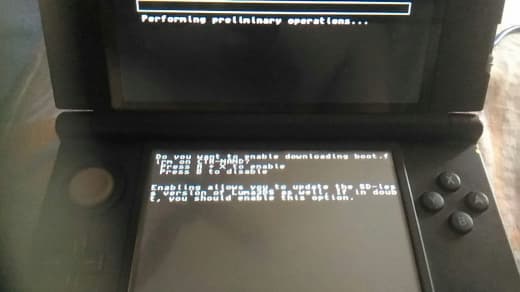 Performing preliminary operations...
Do you want to enable downloading boot.f
irm on CTR-NAND?
Press A + X to enable
Press B to disable
Enabling allows you to update the SD-les
s version of Luma3DS as well. If in doub
t, you should enable this option.
X
A
B